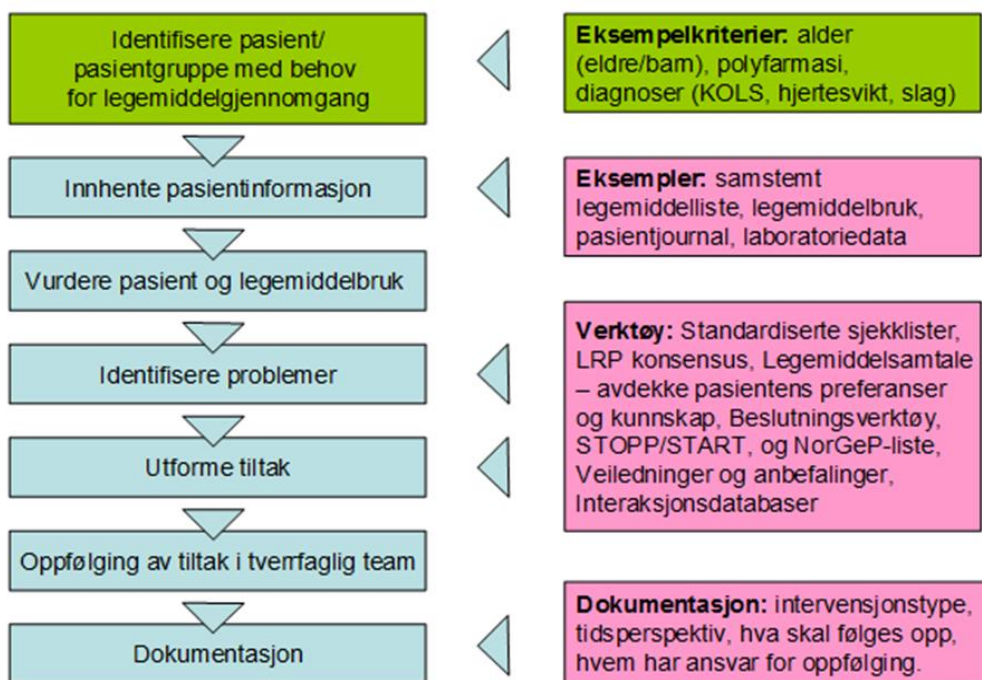 Identifisere pasient/
pasientgruppe med behov
for legemiddelgjennomgang
Eksempelkriterier: alder
(eldre/barn), polyfarmasi,
diagnoser (KOLS, hjertesvikt, slag)
Innhente pasientinformasjon
Eksempler: samstemt
legemiddelliste, legemiddelbruk,
pasientjournal, laboratoriedata
Vurdere pasient og legemiddelbruk
Identifisere problemer
Utforme tiltak
Verktøy: Standardiserte sjekklister,
LRP konsensus, Legemiddelsamtale
– avdekke pasientens preferanser
og kunnskap, Beslutningsverktøy,
STOPP/START, og NorGeP-liste,
Veiledninger og anbefalinger,
Interaksjonsdatabaser
Oppfølging av tiltak i tverrfaglig team
Dokumentasjon
Dokumentasjon: intervensjonstype,
tidsperspektiv, hva skal følges opp,
hvem har ansvar for oppfølging.